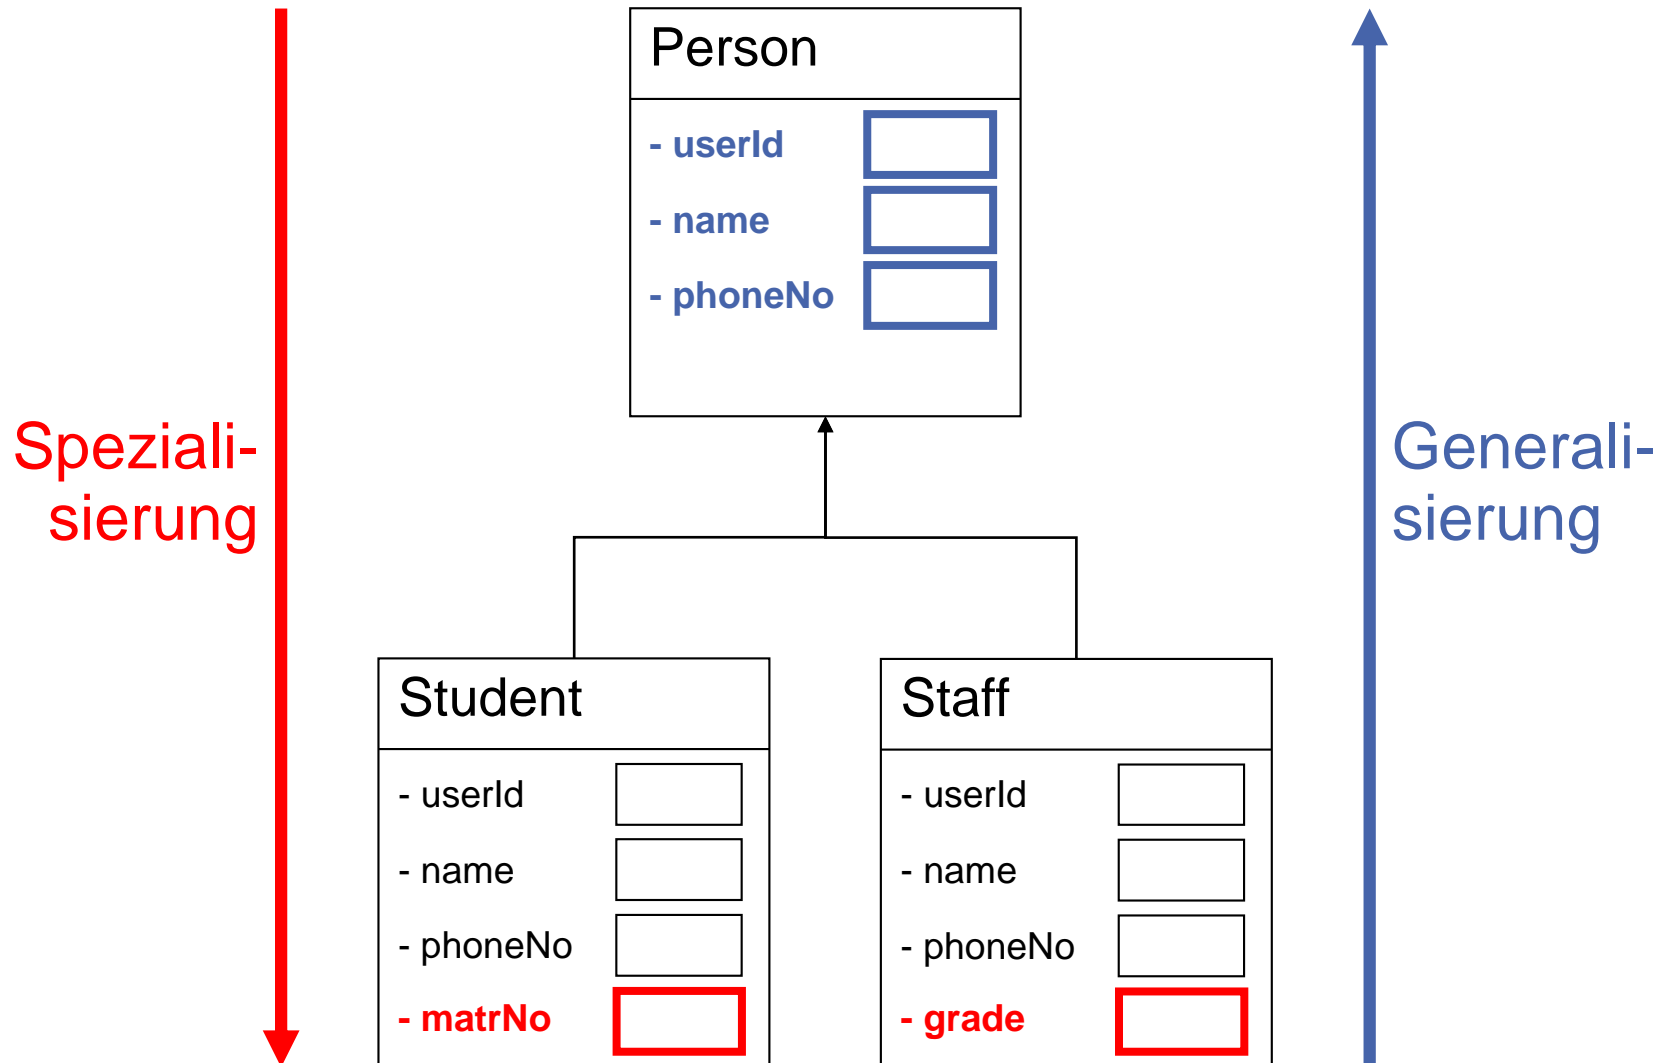 Person
- userId
- name
- phoneNo
Speziali-
sierung
Generali-
sierung
Student
- userId
- name
- phoneNo
- matrNo
Staff
- userId
- name
- phoneNo
- grade